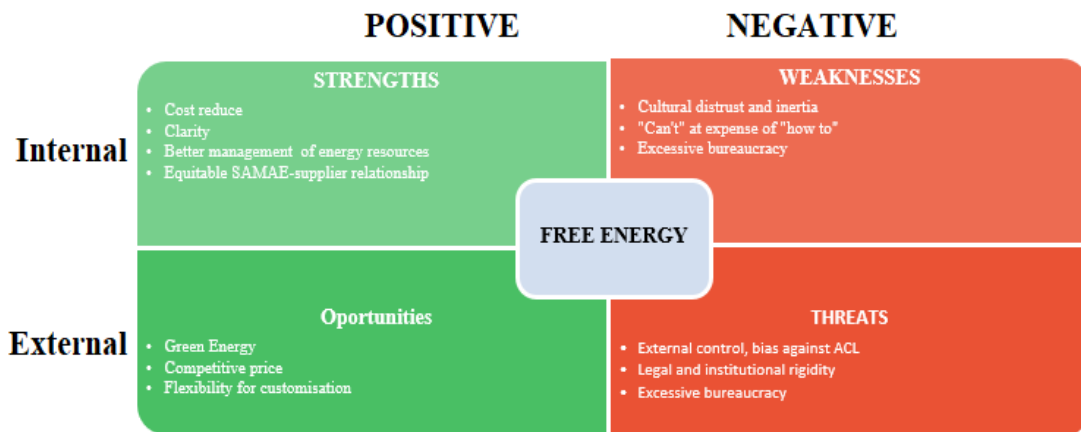 POSITIVE
NEGATIVE
Internal
STRENGTHS
• Cost reduce
• Clarity
• Better management of energy resources
• Equitable SAMAE-supplier relationship
WEAKNESSES
• Cultural distrust and inertia
• "Can't" at expense of "how to"
• Excessive bureaucracy
FREE ENERGY
External
Oportunities
• Green Energy
• Competitive price
• Flexibility for customisation
THREATS
• External control, bias against ACL
• Legal and institutional rigidity
• Excessive bureaucracy